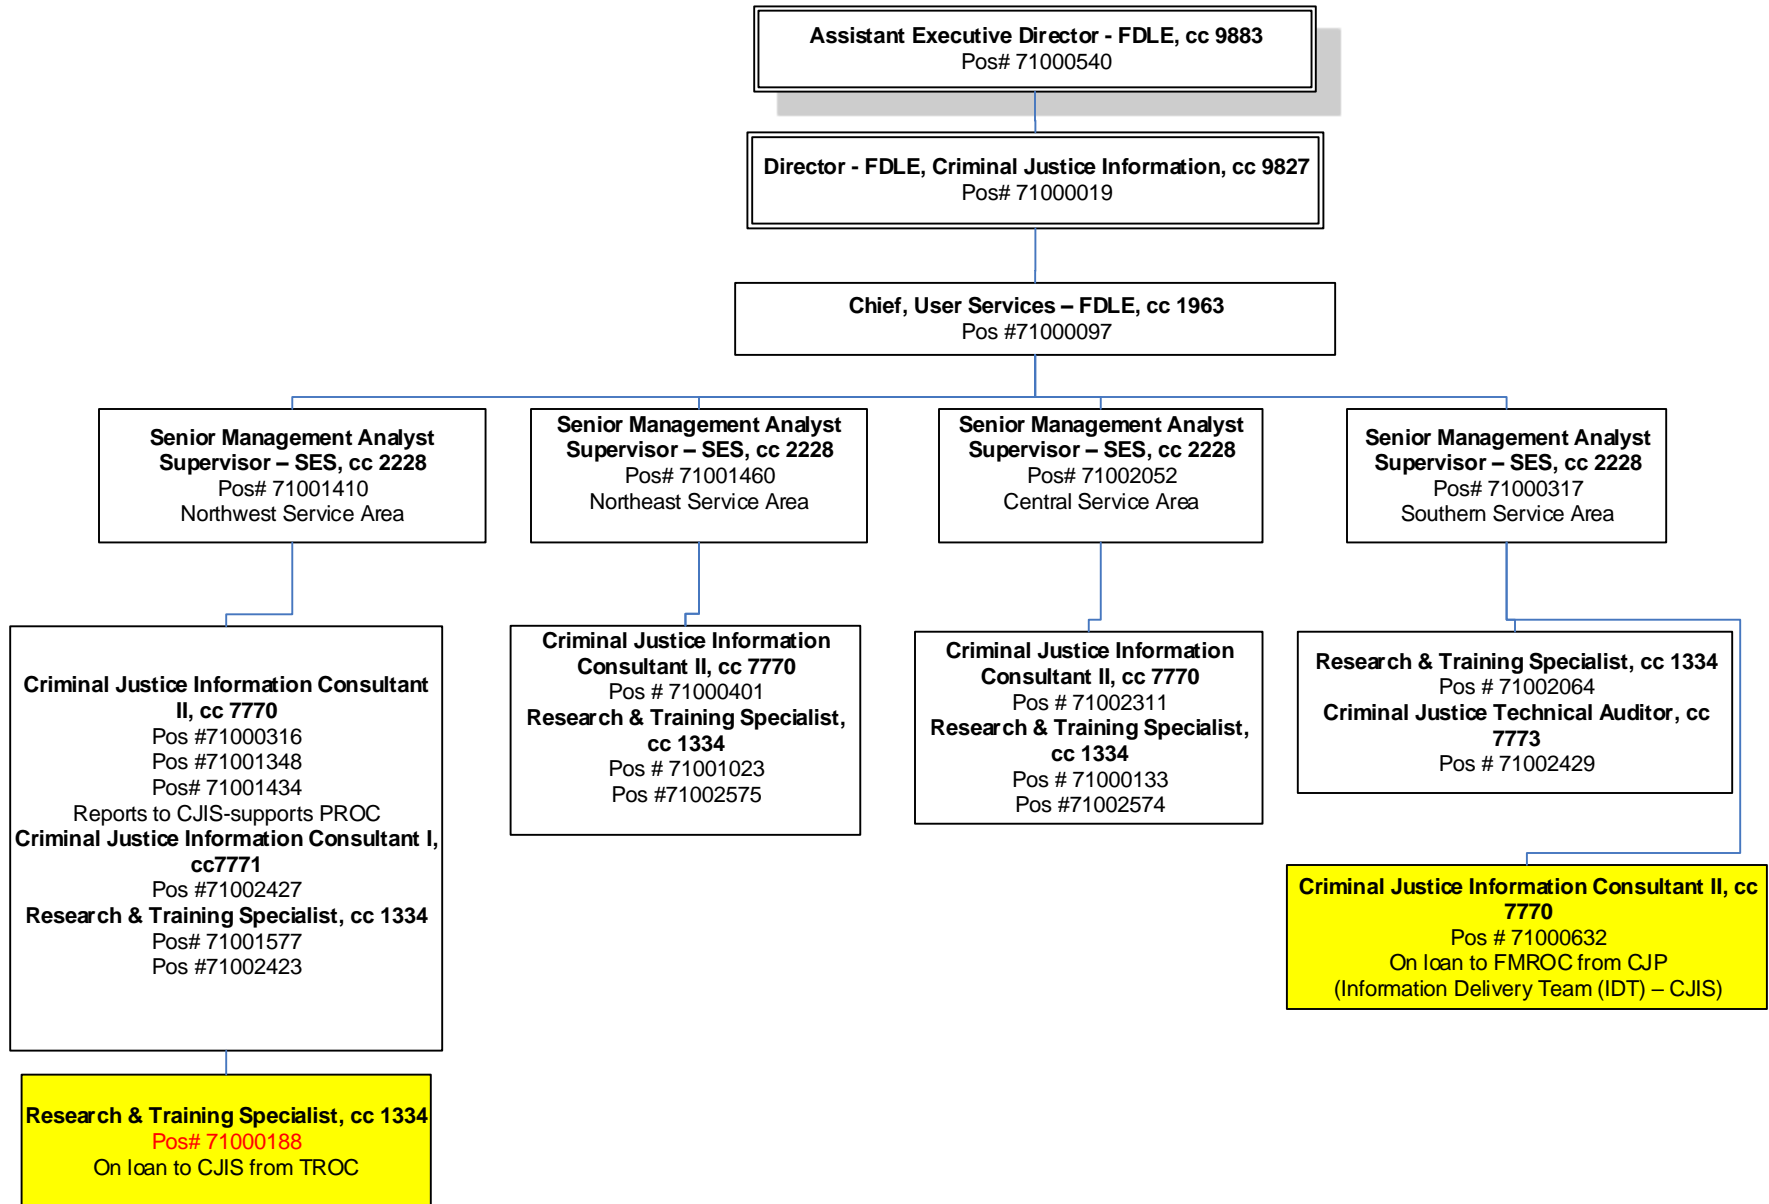 Assistant Executive Director - FDLE, cc 9883
Pos# 71000540
Director - FDLE, Criminal Justice Information, cc 9827
Pos# 71000019
Chief, User Services – FDLE, cc 1963
Pos #71000097
Senior Management Analyst
Supervisor – SES, cc 2228
Pos# 71001410
Northwest Service Area
Senior Management Analyst
Supervisor – SES, cc 2228
Pos# 71001460
Northeast Service Area
Senior Management Analyst
Supervisor – SES, cc 2228
Pos# 71002052
Central Service Area
Senior Management Analyst
Supervisor – SES, cc 2228
Pos# 71000317
Southern Service Area
Criminal Justice Information Consultant
II, cc 7770
Pos #71000316
Pos #71001348
Pos# 71001434
Reports to CJIS-supports PROC
Criminal Justice Information Consultant I,
cc7771
Pos #71002427
Research & Training Specialist, cc 1334
Pos# 71001577
Pos #71002423
Criminal Justice Information
Consultant II, cc 7770
Pos # 71000401
Research & Training Specialist,
cc 1334
Pos # 71001023
Pos #71002575
Criminal Justice Information
Consultant II, cc 7770
Pos # 71002311
Research & Training Specialist,
cc 1334
Pos # 71000133
Pos #71002574
Research & Training Specialist, cc 1334
Pos # 71002064
Criminal Justice Technical Auditor, cc
7773
Pos # 71002429
Criminal Justice Information Consultant II, cc
7770
Pos # 71000632
On loan to FMROC from CJP
(Information Delivery Team (IDT) – CJIS)
Research & Training Specialist, cc 1334
Pos# 71000188
On loan to CJIS from TROC